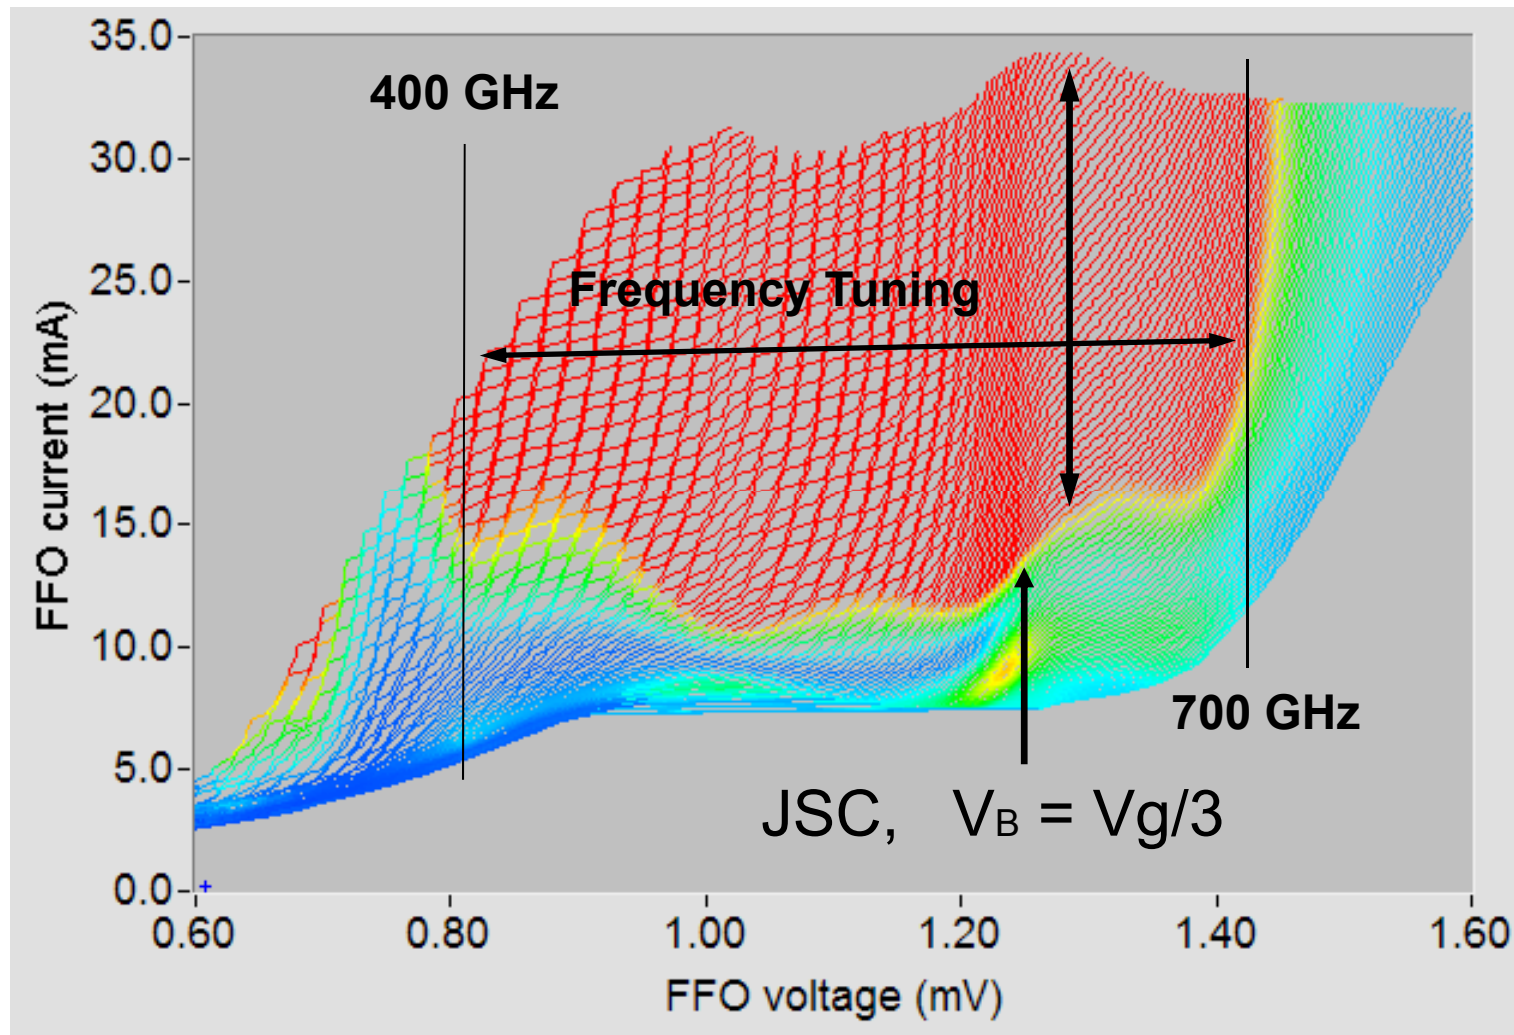 35.0
400 GHz
30.0
25.0
Frequency Tuning
20.0
15.0
10.0
700 GHz
5.0
JSC, VB = Vg/3
0.0
0.60 0.80 1.00 1.20 1.40 1.60
FFO voltage (mV)
FFO current (mA)